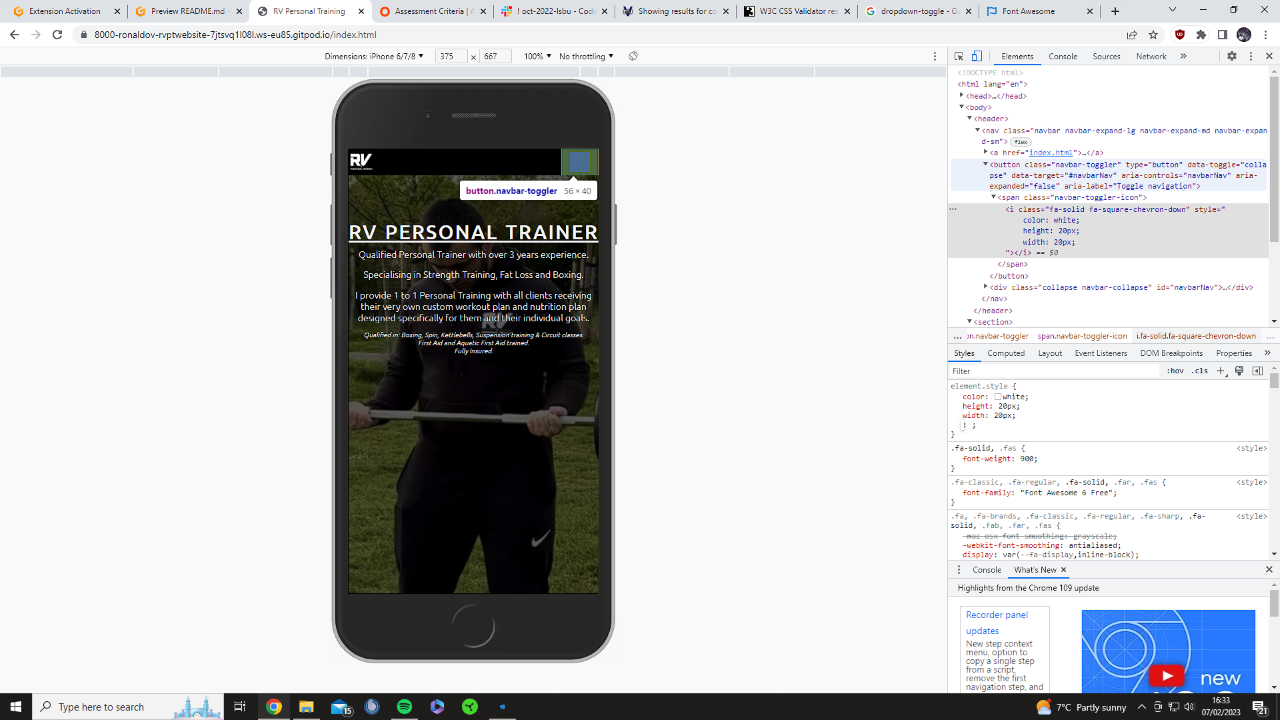 Extension Activation
Preview README.md -
RV Personal Training
Assessment Criteria | A
! oct-2022-lsbu - Code
Showing results for co
W3C CSS Validator res
dropdown-toggle - Go
Font Awesome
8000-ronaldov-rvptwebsite-7jtsvq1l08l.ws-eu85.gitpod.io/index.html
Dimensions: iPhone 6/7/8
375 x 667
100%
No throttling
RV
button.navbar-toggler 56 × 40
RV PERSONAL TRAINER
Qualified Personal Trainer with over 3 years experience.
Specialising in Strength Training, Fat Loss and Boxing.
I provide 1 to 1 Personal Training with all clients receiving
their very own custom workout plan and nutrition plan
designed specifically for them and their individual goals.
Qualified in: Boxing, Spin, Kettlebells, Suspension training & Circuit classes
First Aid and Aquatic First Aid trained.
Fully Insured.
Elements Console Sources Network
<!DOCTYPE html>
<html lang="en">
<head>…</head>
<body>
<header>
<nav class="navbar navbar-expand-lg navbar-expand-md navbar-expan
d-sm"> flex
<a href="index.html">…</a>
<button class="navbar-toggler" type="button" data-toggle="colla
pse" data-target="#navbarNav" aria-controls="navbarNav" aria-
expanded="false" aria-label="Toggle navigation">
<span class="navbar-toggler-icon">
<i class="fa-solid fa-square-chevron-down" style="
color: white;
height: 20px;
width: 20px;
"></i> == $0
</span>
</button>
<div class="collapse navbar-collapse" id="navbarNav">…</div>
</nav>
</header>
<section>
… on.navbar-toggler span.navbar-toggler-icon i.fa-solid.fa-square-chevron-down …
Styles Computed Layout Event Listeners DOM Breakpoints Properties
Filter :hov .cls
element.style {
color: white;
height: 20px;
width: 20px;
: ;
}
.fa-solid, .fas { <style>
font-weight: 900;
}
.fa-classic, .fa-regular, .fa-solid, .far, .fas { <style>
font-family: "Font Awesome 6 Free";
}
.fa, .fa-brands, .fa-classic, .fa-regular, .fa-sharp, .fa- <style>
solid, .fab, .far, .fas {
-moz-osx-font-smoothing: grayscale;
-webkit-font-smoothing: antialiased;
display: var(--fa-display,inline-block);
Console What's New
Highlights from the Chrome 109 update
Recorder panel
updates
New step context
menu, option to
copy a single step
from a script,
remove the first
navigation step, and
new
Type here to search
15
7°C Partly sunny
16:33
07/02/2023